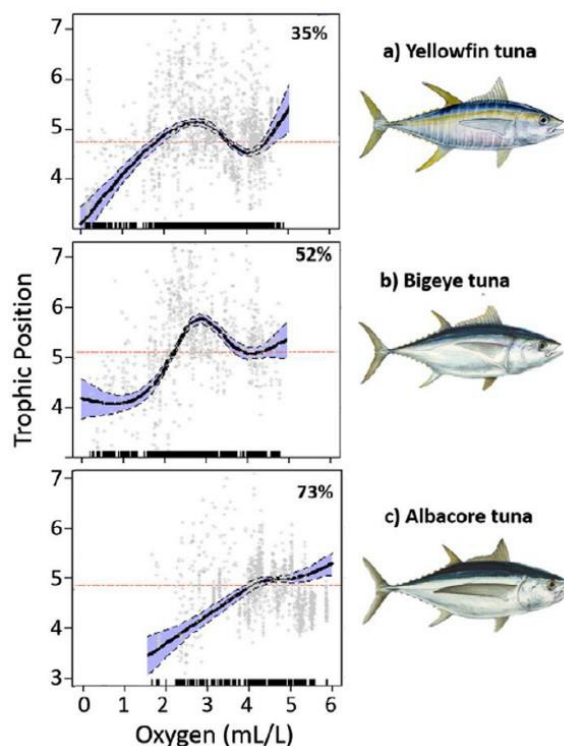 7
35%
a) Yellowfin tuna
6
5
4
7
52%
b) Bigeye tuna
6
5
4
Trophic Position
7
73%
c) Albacore tuna
6
5
4
3
0 1 2 3 4 5 6
Oxygen (mL/L)